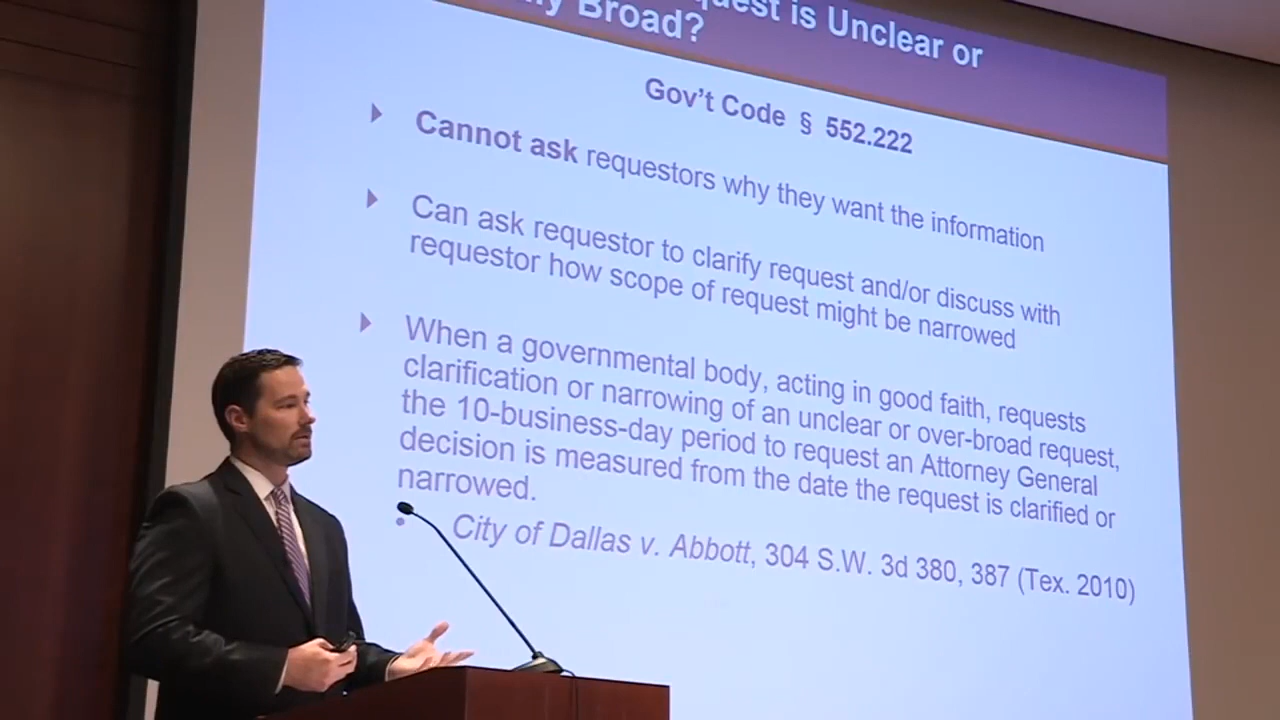 is Unclear or
Broad?
Gov't Code § 552.222
Cannot ask requestors why they want the information
Can ask requestor to clarify request and/or discuss with
requestor how scope of request might be narrowed
When a governmental body, acting in good faith, requests
clarification or narrowing of an unclear or over-broad request,
the 10-business-day period to request an Attorney General
decision is measured from the date the request is clarified or
narrowed.
City of Dallas v. Abbott, 304 S.W. 3d 380, 387 (Tex. 2010)